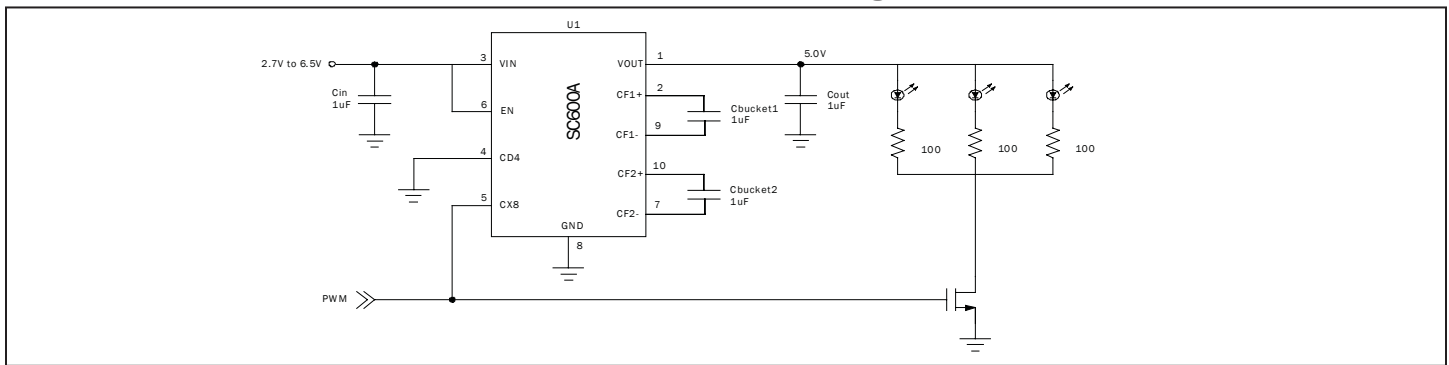 U1
2.7V to 6.5V
3
VIN
VOUT
1
5.0V
Cin
1uF
6
EN
CF1+
2
Cbucket1
1uF
Cout
1uF
SC600A
CF1-
9
100
100
100
4
CD4
CF2+
10
Cbucket2
1uF
5
CX8
CF2-
7
GND
8
PWM